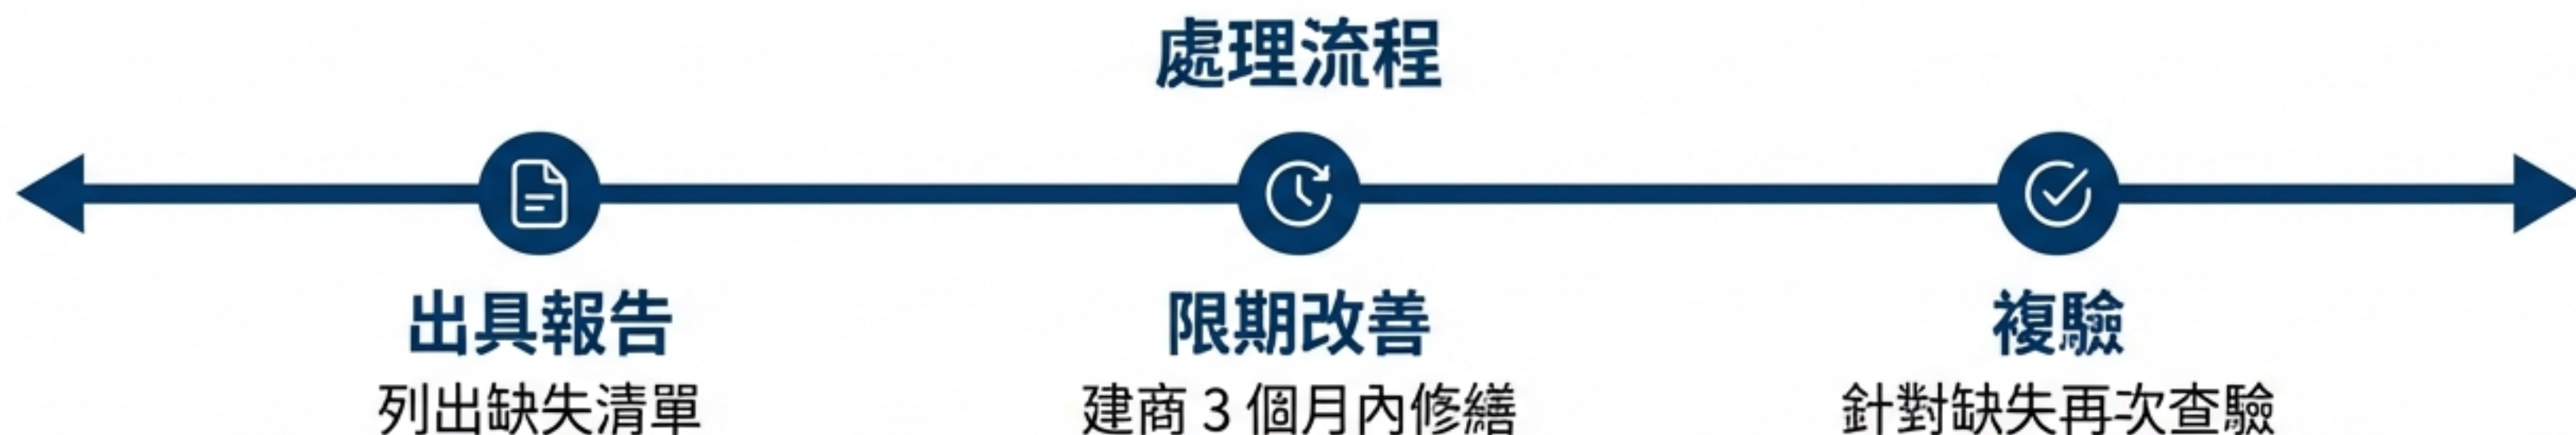 處理流程
出具報告
列出缺失清單
限期改善
建商 3 個月內修繕
複驗
針對缺失再次查驗